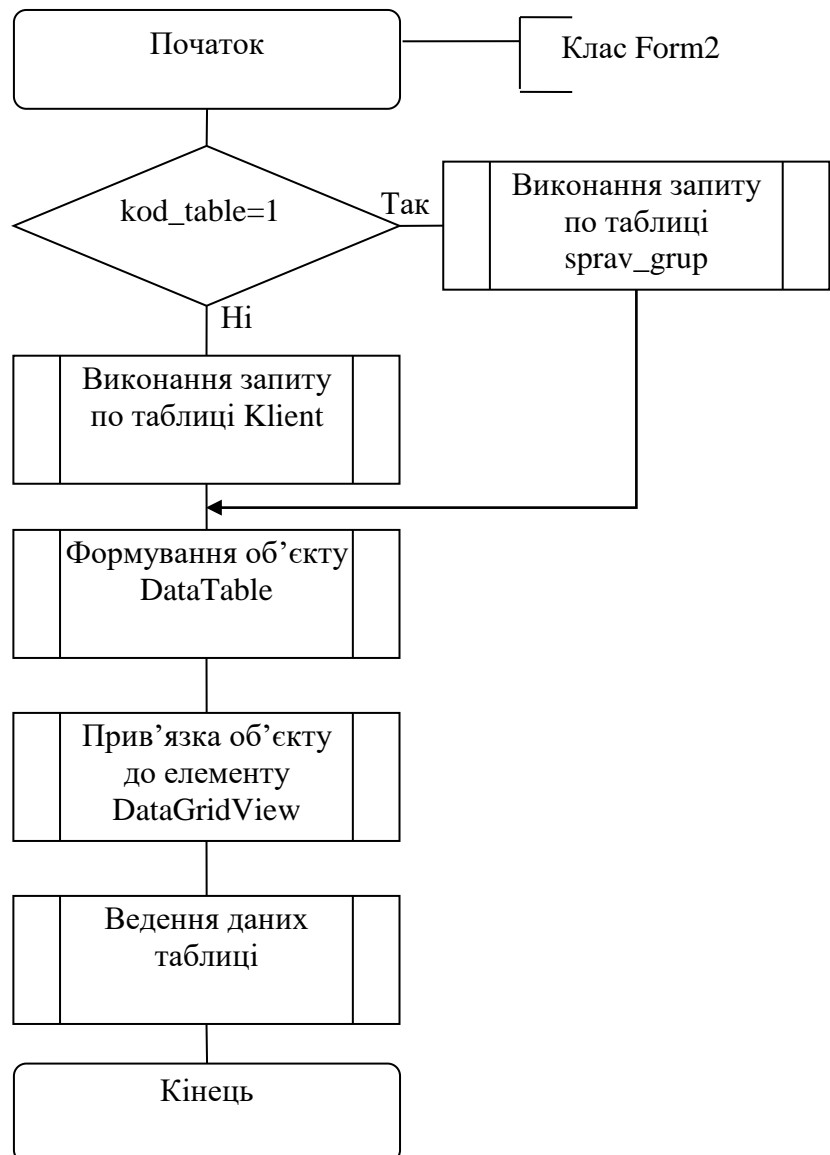 Початок
Клас Form2
kod_table=1
Так
Виконання запиту
по таблиці
sprav_grup
Ні
Виконання запиту
по таблиці Klient
Формування об’єкту
DataTable
Прив’язка об’єкту
до елементу
DataGridView
Ведення даних
таблиці
Кінець